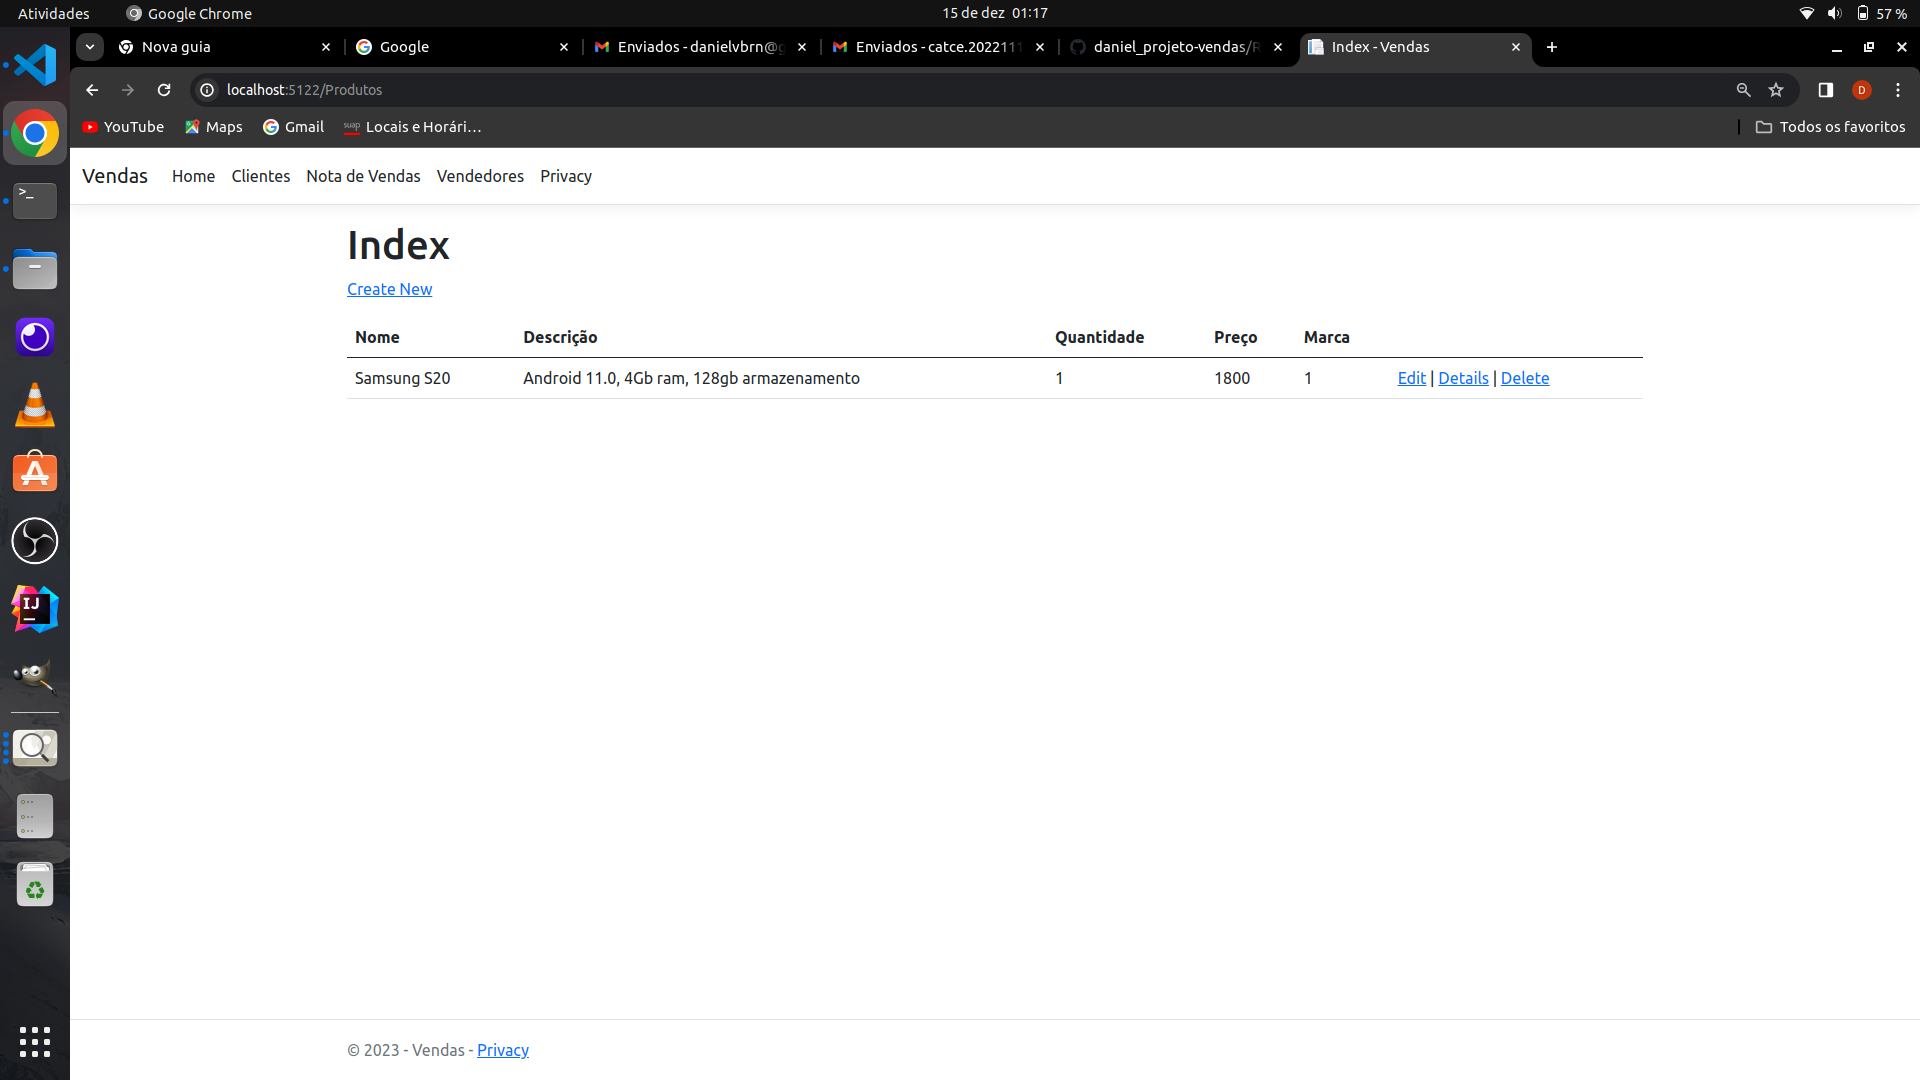 Atividades Google Chrome 15 de dez 01:17 57 %
Nova guia Google Enviados - danielvbrn@g Enviados - catce.2022111 daniel_projeto-vendas/R Index - Vendas
localhost:5122/Produtos D
YouTube Maps Gmail suap Locais e Horári... Todos os favoritos
Vendas Home Clientes Nota de Vendas Vendedores Privacy
Index
Create New
Nome Descrição Quantidade Preço Marca
Samsung S20 Android 11.0, 4Gb ram, 128gb armazenamento 1 1800 1 Edit | Details | Delete
IJ
© 2023 - Vendas - Privacy